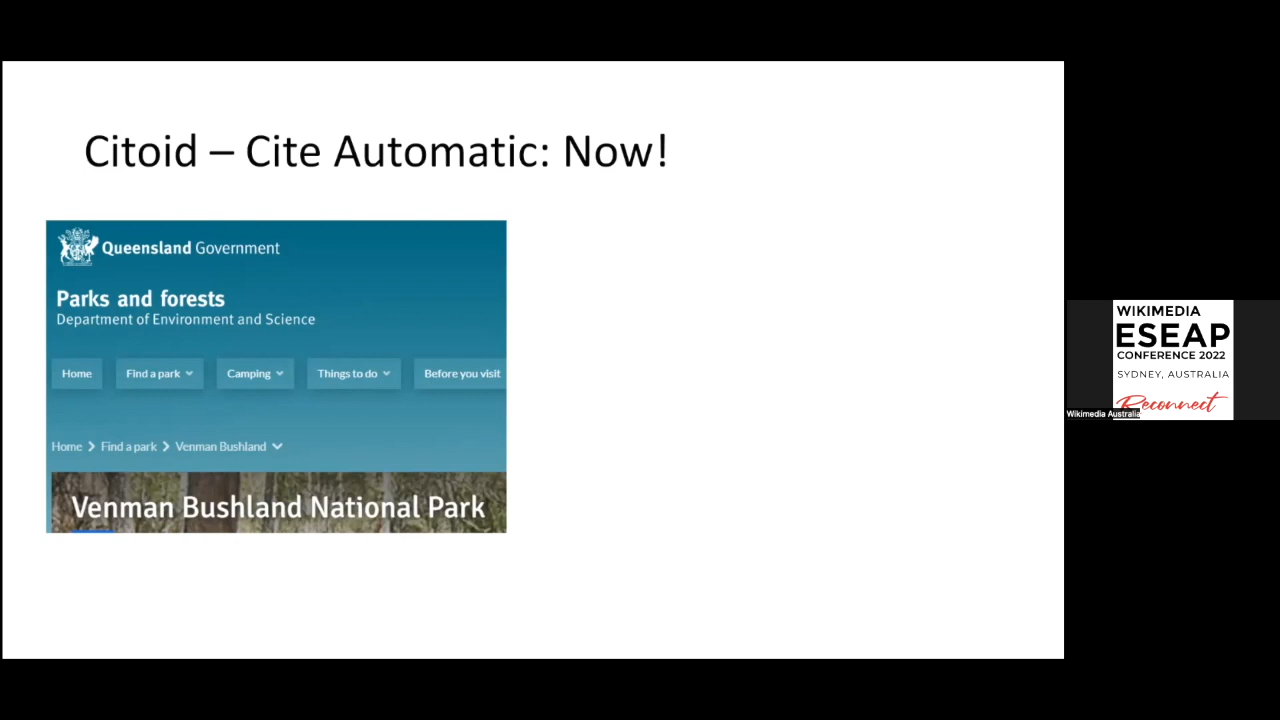 Citoid – Cite Automatic: Now!
Queensland Government
Parks and forests
Department of Environment and Science
Home Find a park Camping Things to do Before you visit
Home Find a park Venman Bushland
Venman Bushland National Park
WIKIMEDIA
ESEAP
CONFERENCE 2022
SYDNEY, AUSTRALIA
Reconnect
Wikimedia Australia